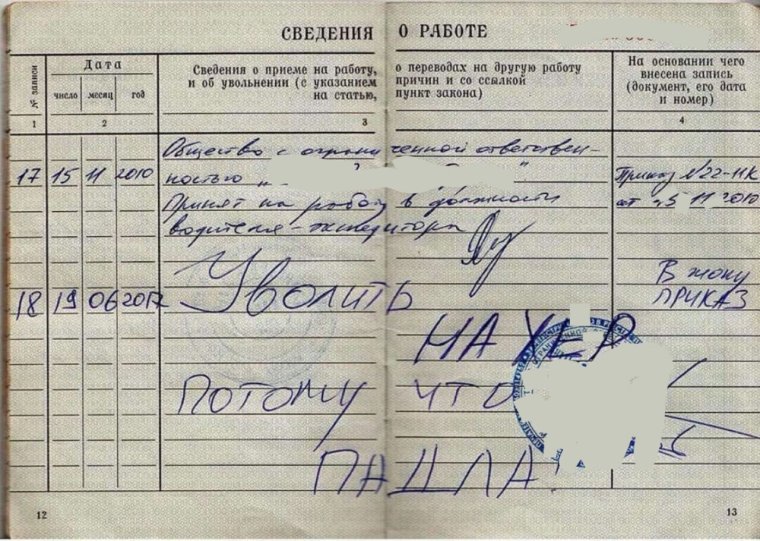 СВЕДЕНИЯ О РАБОТЕ
№ записи
Дата
число месяц год
Сведения о приеме на работу, о переводах на другую работу
и об увольнении (с указанием причин и со ссылкой
на статью, пункт закона)
На основании чего
внесена запись
(документ, его дата
и номер)
1 2 3 4
Общество с ограниченной ответствен-
17 15 11 2010 ностью „ “ Приказ №22-НК
Принят на работу в должности от 15 11 2010
водителя-экспедитора
В жопу
18 19 06 2012 Уволить ПРИКАЗ
НАХЕР
ПОТОМУ ЧТО
ПАДЛА
12 13